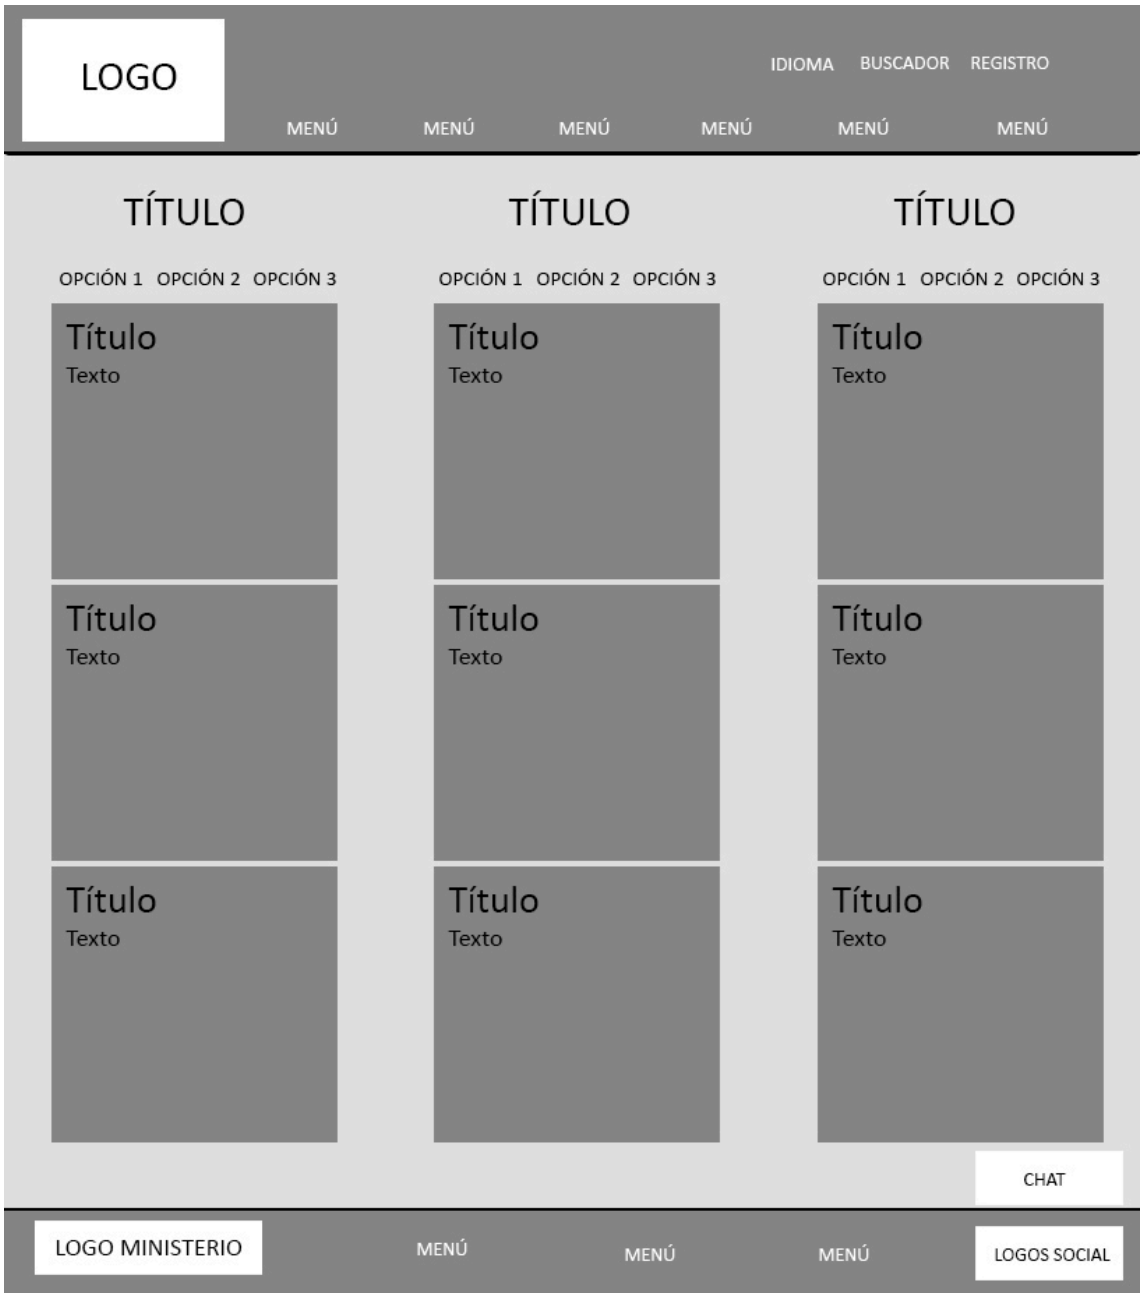 LOGO
IDIOMA BUSCADOR REGISTRO
MENÚ MENÚ MENÚ MENÚ MENÚ MENÚ
TÍTULO TÍTULO TÍTULO
OPCIÓN 1 OPCIÓN 2 OPCIÓN 3 OPCIÓN 1 OPCIÓN 2 OPCIÓN 3 OPCIÓN 1 OPCIÓN 2 OPCIÓN 3
Título Título Título
Texto Texto Texto
Título Título Título
Texto Texto Texto
Título Título Título
Texto Texto Texto
CHAT
LOGO MINISTERIO MENÚ MENÚ MENÚ LOGOS SOCIAL